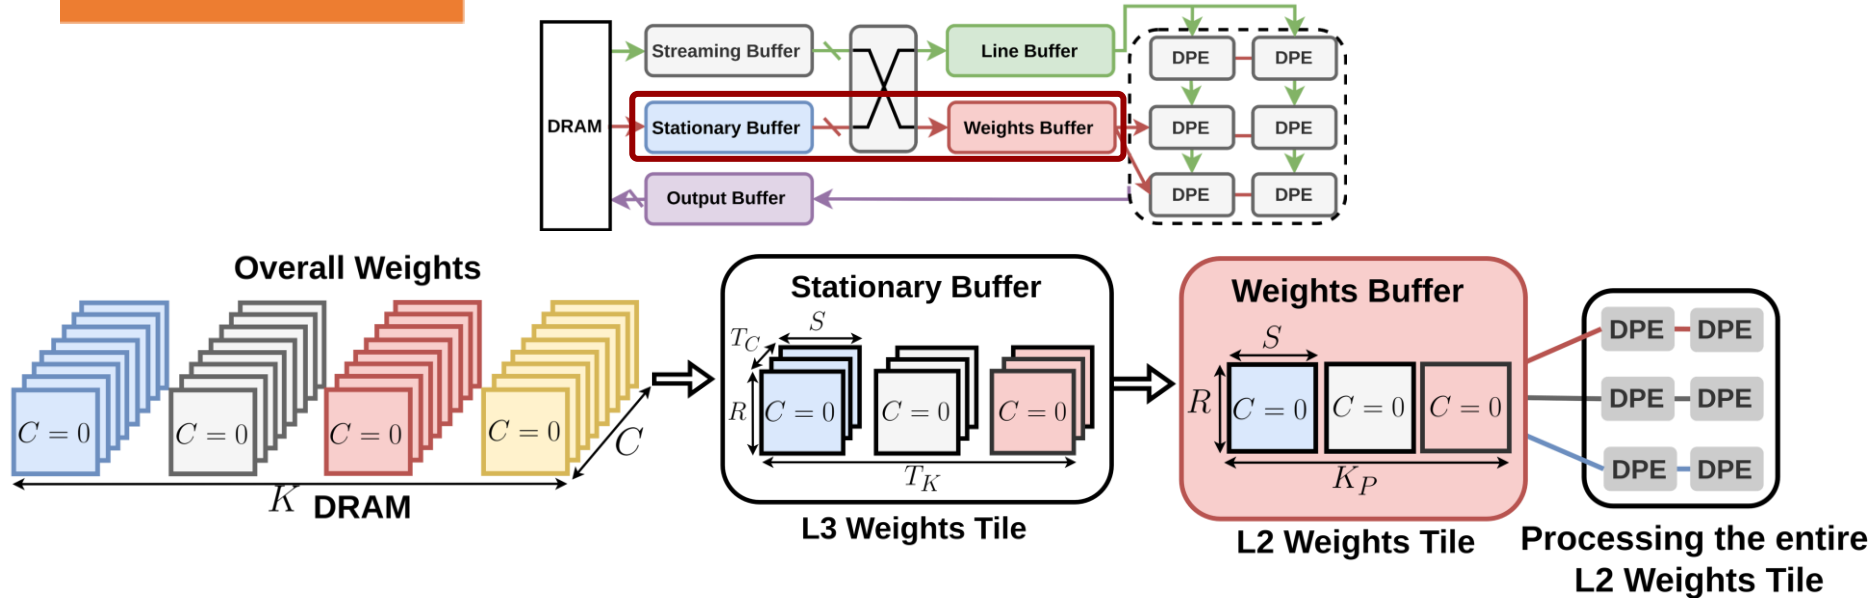 Streaming Buffer
Line Buffer
DPE
DPE
DRAM
Stationary Buffer
Weights Buffer
DPE
DPE
Output Buffer
DPE
DPE
Overall Weights
C = 0
C = 0
C = 0
C = 0
C
K
DRAM
Stationary Buffer
T_C
S
R
C = 0
C = 0
C = 0
T_K
L3 Weights Tile
Weights Buffer
S
R
C = 0
C = 0
C = 0
K_P
L2 Weights Tile
DPE
DPE
DPE
DPE
DPE
DPE
Processing the entire
L2 Weights Tile